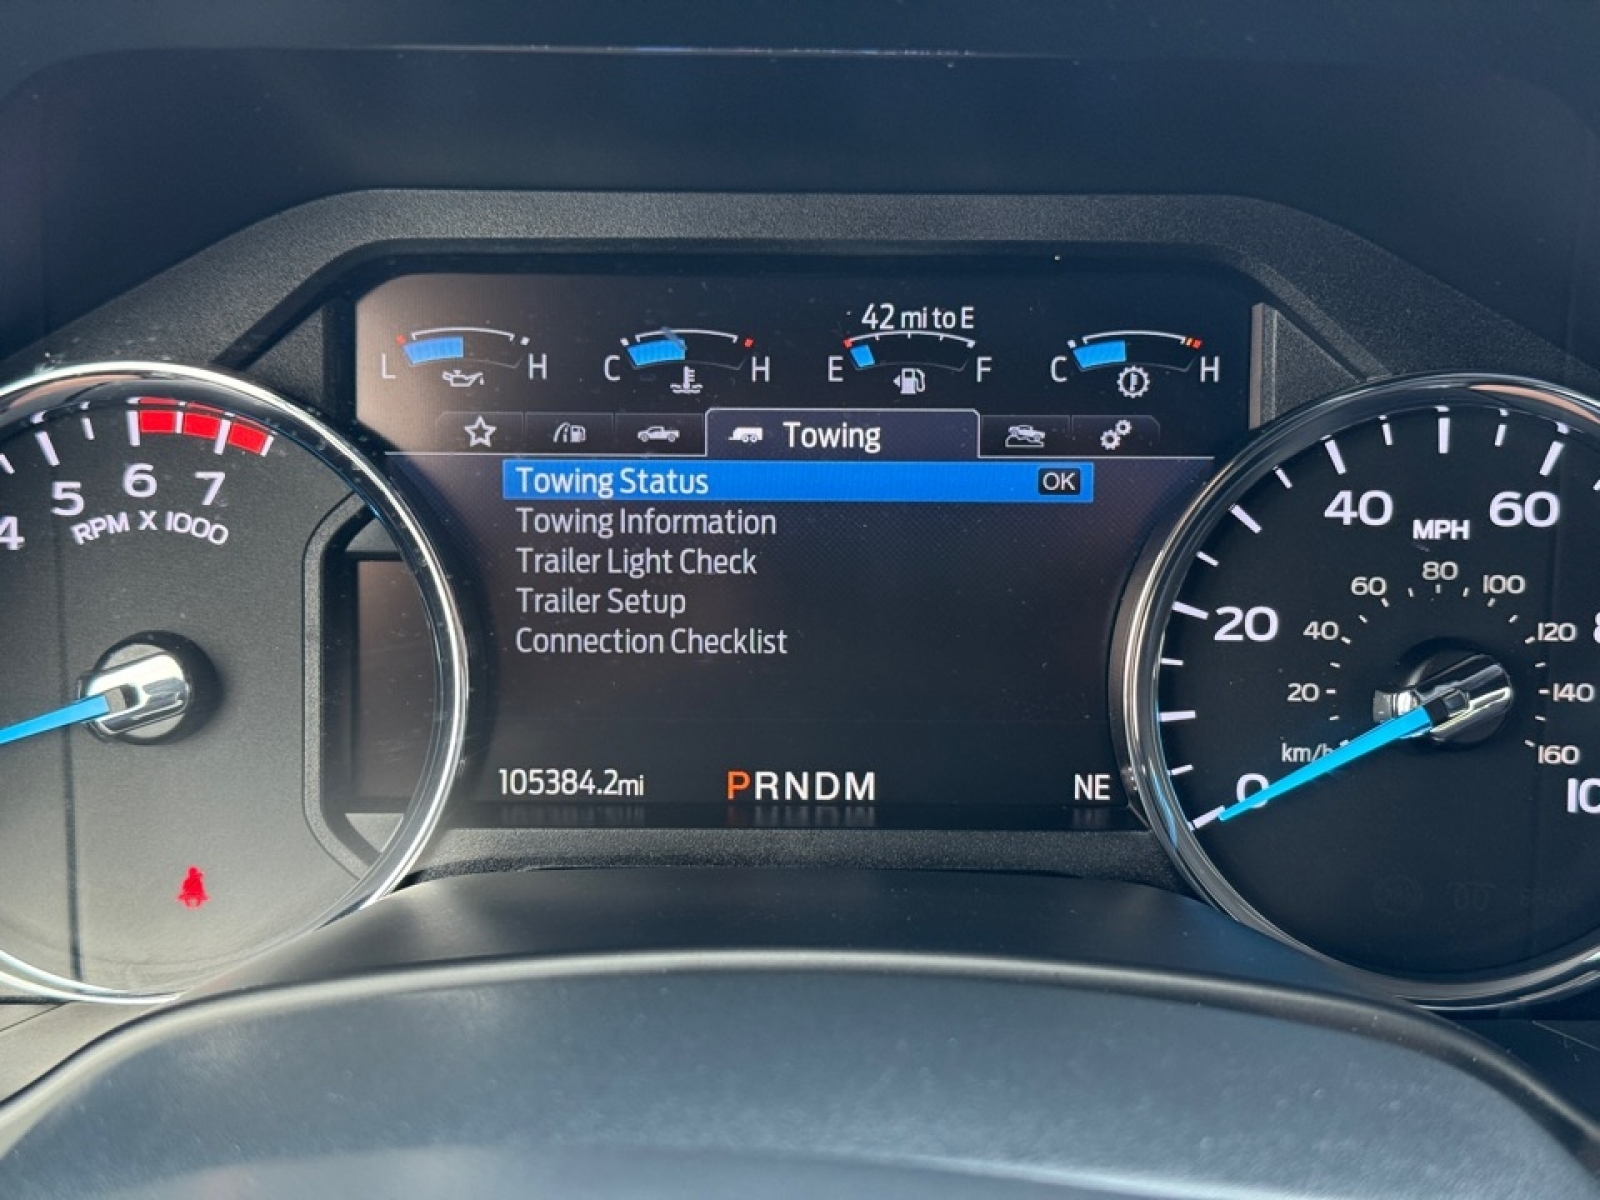 42 mi to E
L H C H E F C H
Towing
Towing Status OK
Towing Information
Trailer Light Check
Trailer Setup
Connection Checklist
105384.2mi PRNDM NE
4 5 6 7
RPM X 1000
0 20 40 60
MPH
20 40 60 80 100 120 140 160
km/h